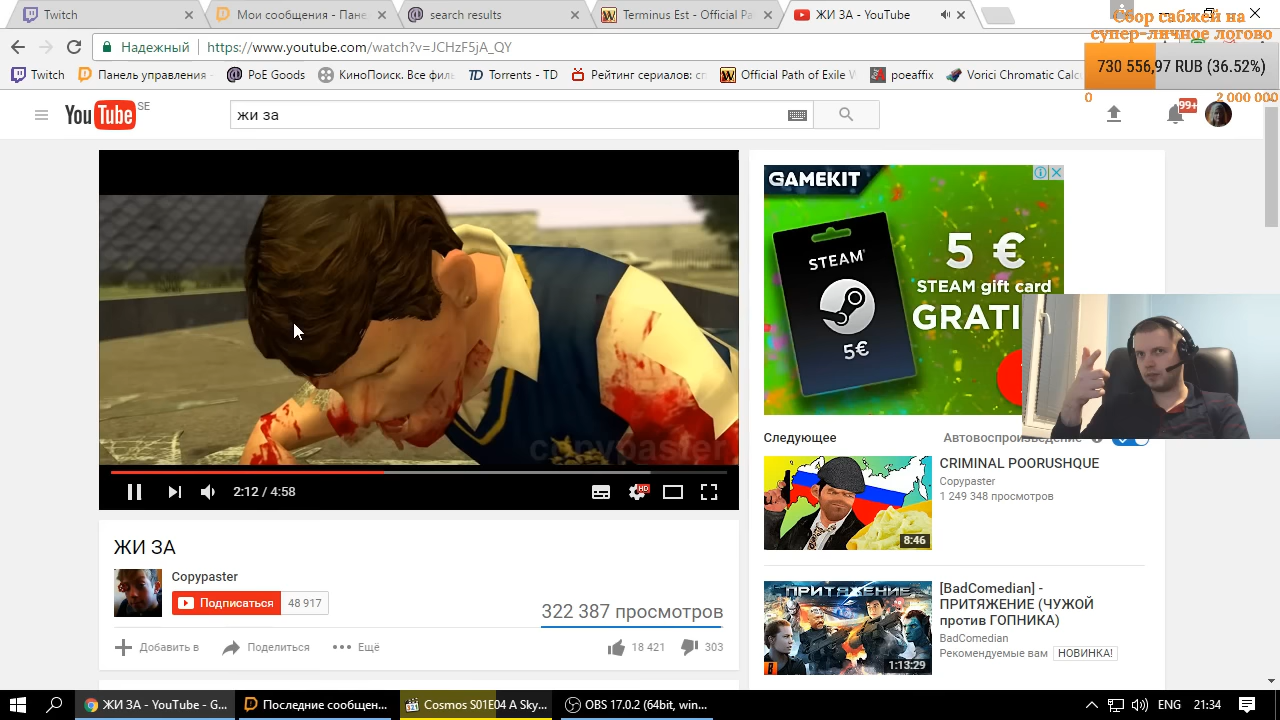 Twitch
Мои сообщения - Пане
search results
Terminus Est - Official Pa
ЖИ ЗА - YouTube
Сбор сабжей на
супер-личное логово
Надежный
https://www.youtube.com/watch?v=JCHzF5jA_QY
730 556,97 RUB (36.52%)
0
2 000 000
Twitch
Панель управления
PoE Goods
КиноПоиск. Все фил
Torrents - TD
Рейтинг сериалов: сп
Official Path of Exile W
poeaffix
Vorici Chromatic Calc
YouTube
SE
жи за
99+
GAMEKIT
STEAM
5€
5 €
STEAM gift card
GRATI
copypaster
2:12 / 4:58
HD
Следующее
Автовоспроизведение
CRIMINAL POORUSHQUE
Copypaster
1 249 348 просмотров
8:46
ЖИ ЗА
Copypaster
Подписаться
48 917
322 387 просмотров
Добавить в
Поделиться
Ещё
18 421
303
ПРИТЯЖЕНИЕ
1:13:29
[BadComedian] -
ПРИТЯЖЕНИЕ (ЧУЖОЙ
против ГОПНИКА)
BadComedian
Рекомендуемые вам
НОВИНКА!
ЖИ ЗА - YouTube - G...
Последние сообщен...
Cosmos S01E04 A Sky...
OBS 17.0.2 (64bit, win...
ENG
21:34